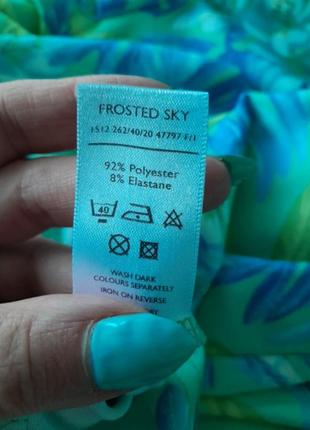 FROSTED SKY
1512 262/40/20 47797 F/1
92% Polyester
8% Elastane
40
WASH DARK
COLOURS SEPARATELY
IRON ON REVERSE